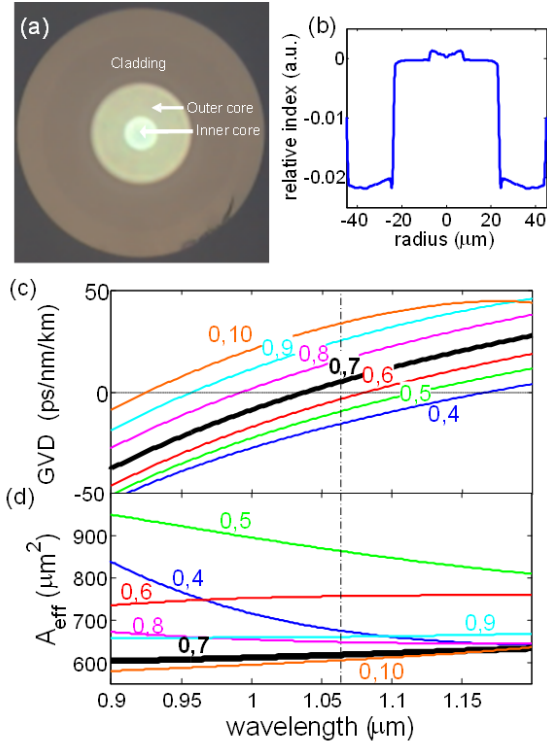 (a)
Cladding
Outer core
Inner core
(b)
relative index (a.u.)
0
-0.01
-0.02
-40 -20 0 20 40
radius (μm)
(c)
GVD (ps/nm/km)
50
0
-50
0,10
0,9
0,8
0,7
0,6
0,5
0,4
(d)
A_eff (μm²)
900
800
700
600
0,5
0,4
0,6
0,8
0,7
0,9
0,10
0.9 0.95 1 1.05 1.1 1.15
wavelength (μm)